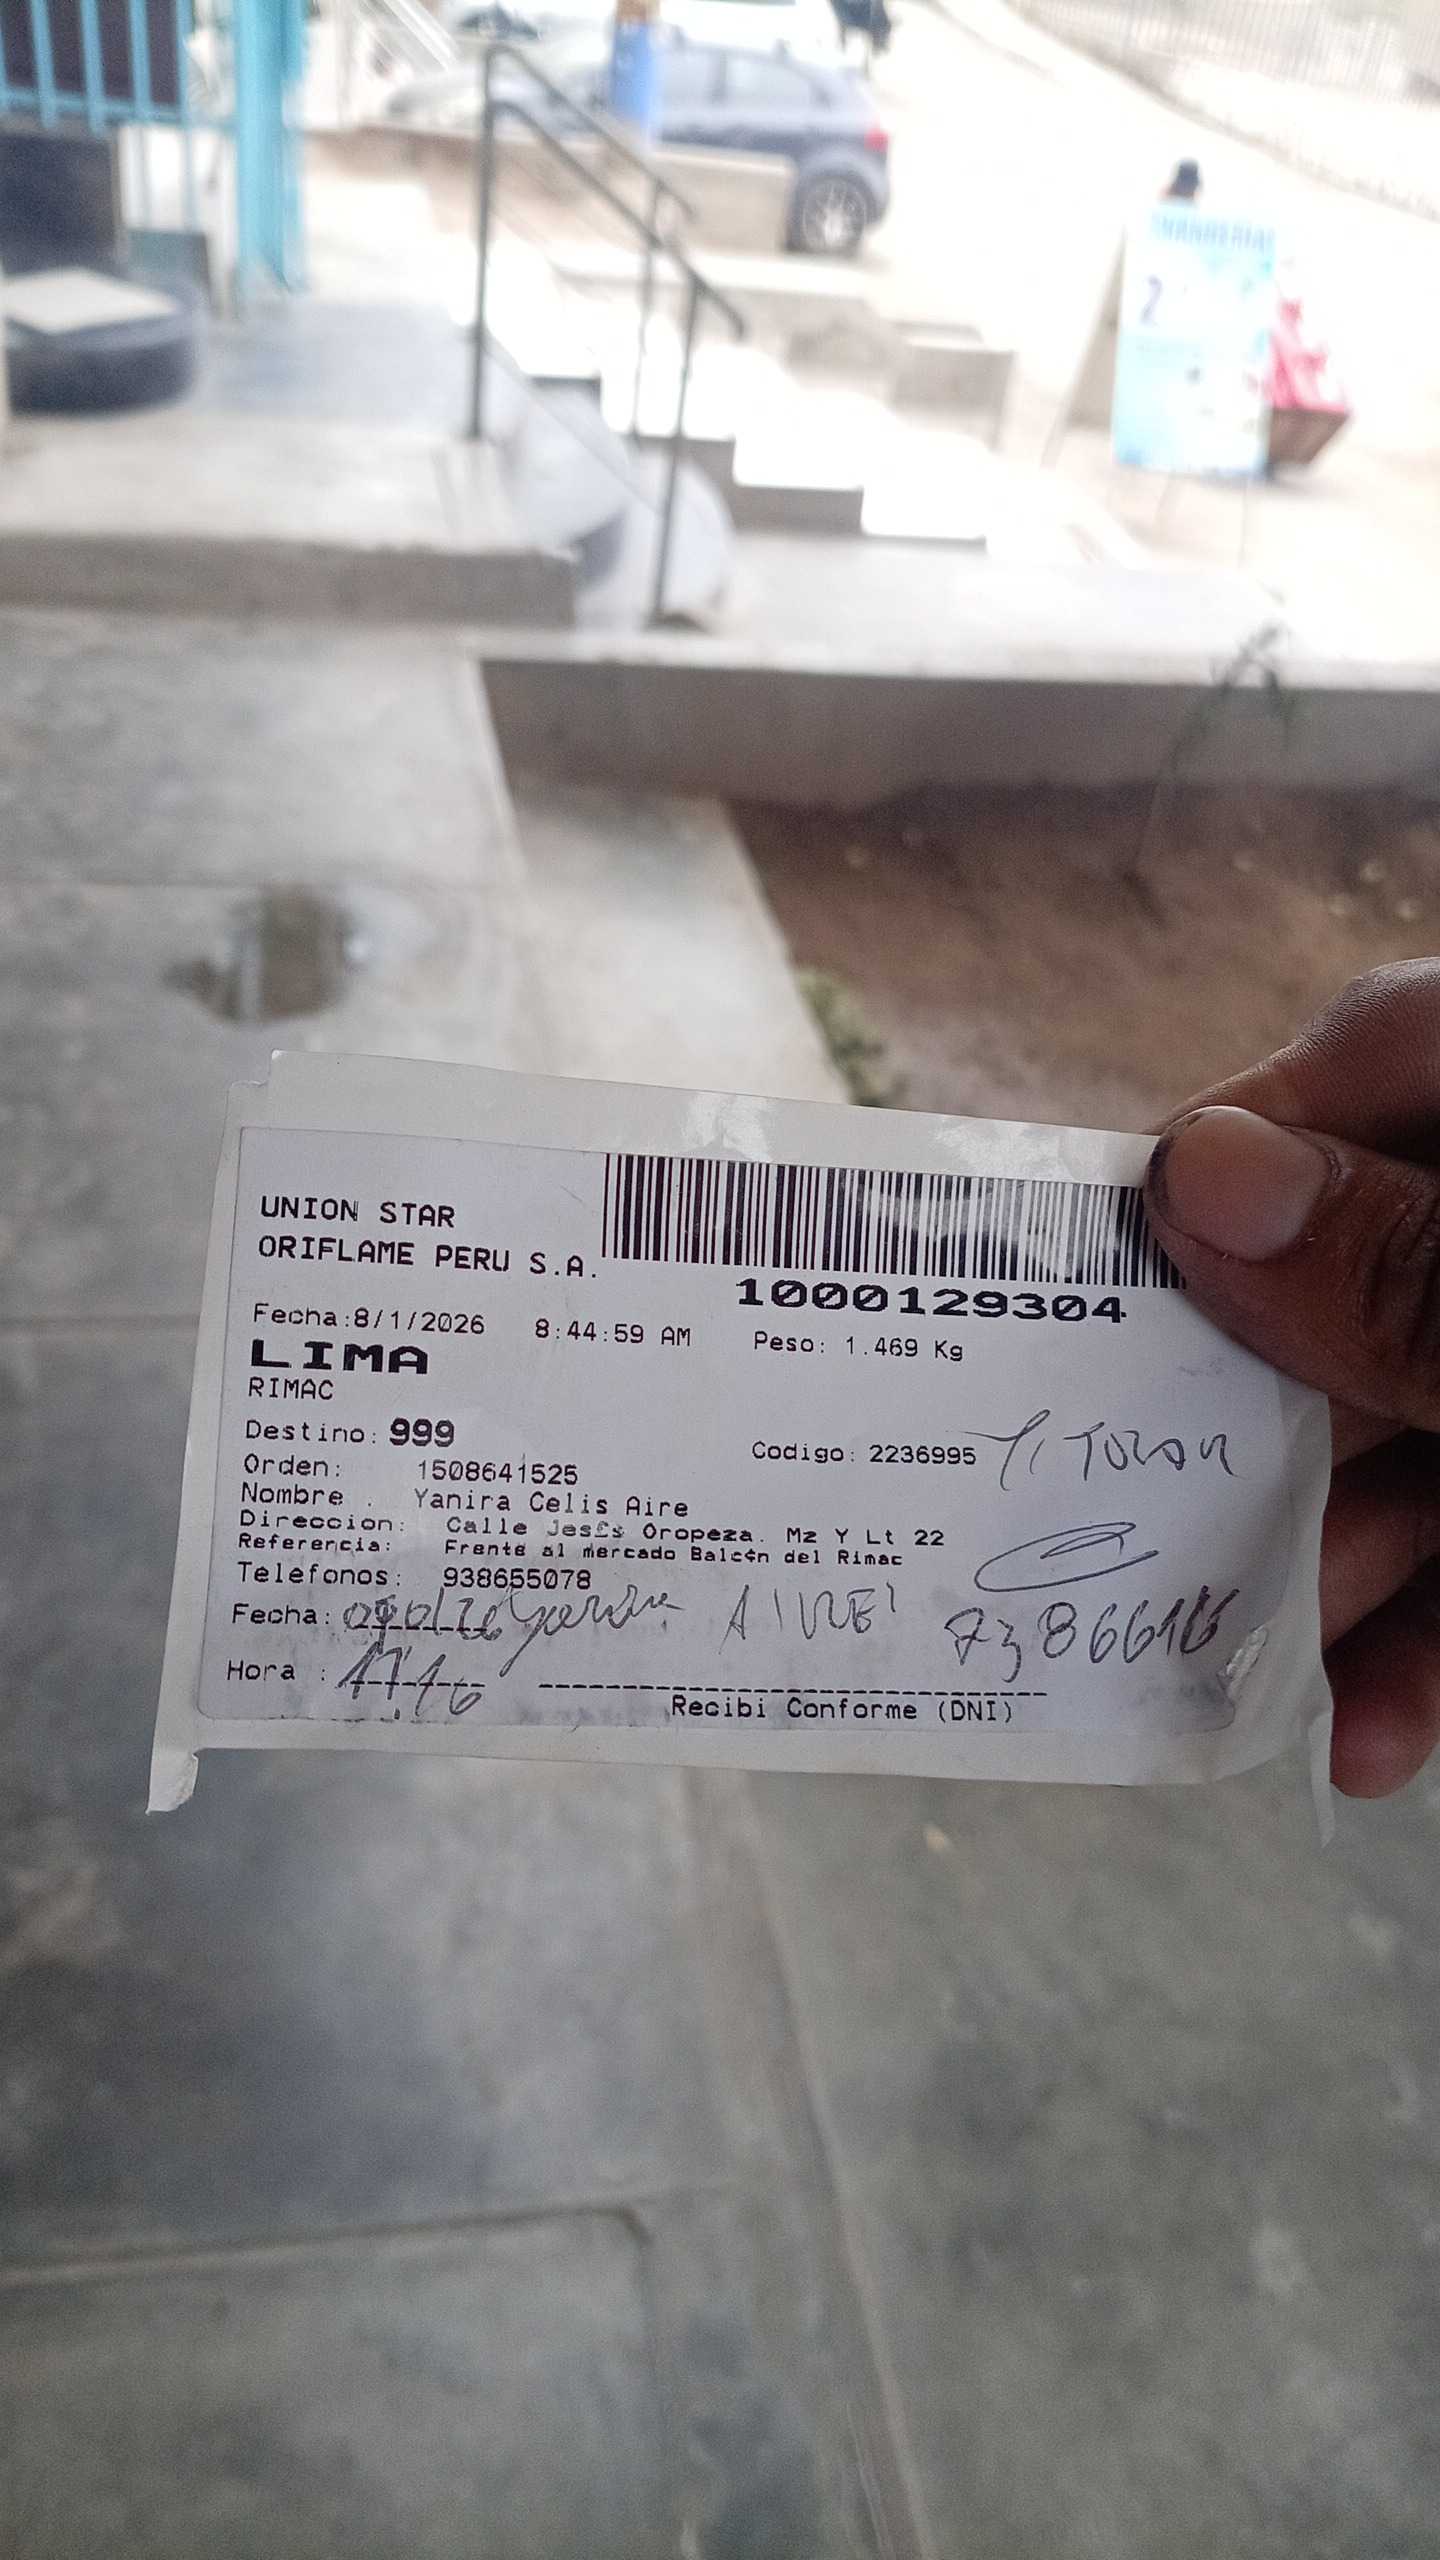 UNION STAR
ORIFLAME PERU S.A.
1000129304
Fecha:8/1/2026 8:44:59 AM Peso: 1.469 Kg
LIMA
RIMAC
Destino: 999
Codigo: 2236995
Orden: 1508641525
Nombre . Yanira Celis Aire
Direccion: Calle Jes£s Oropeza. Mz Y Lt 22
Referencia: Frente al mercado Balc¢n del Rimac
Telefonos: 938655078
Fecha:
Hora : 17:16
Recibi Conforme (DNI)